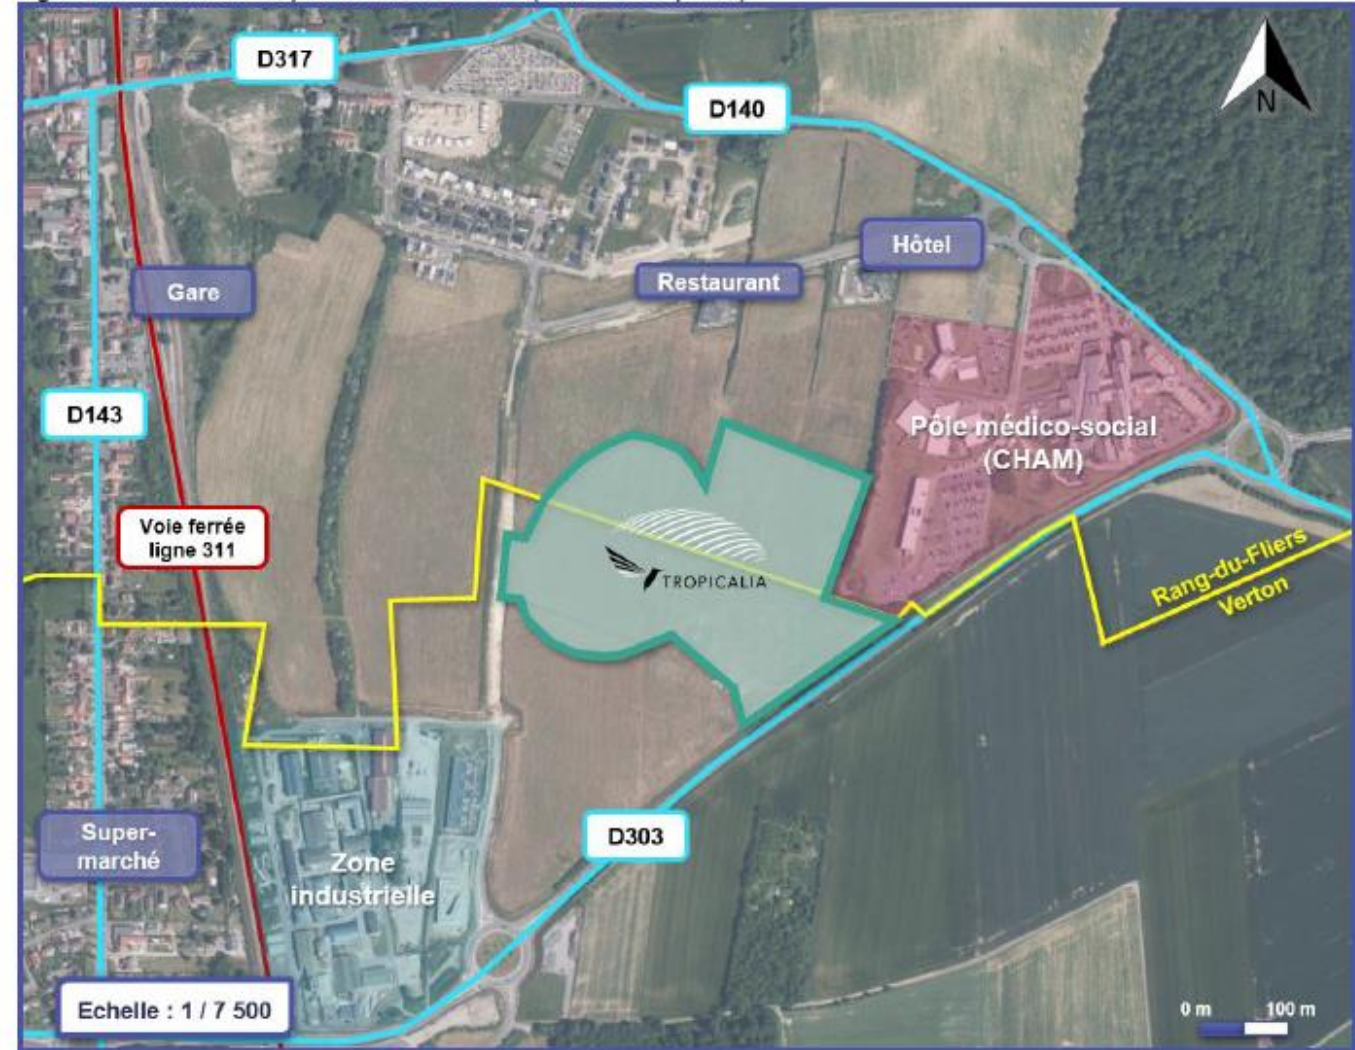 D317
D140
N
Hôtel
Restaurant
Gare
D143
Pôle médico-social
(CHAM)
Voie ferrée
ligne 311
TROPICALIA
Rang-du-Fliers
Verton
Super-
marché
D303
Zone
industrielle
Echelle : 1 / 7 500
0 m 100 m